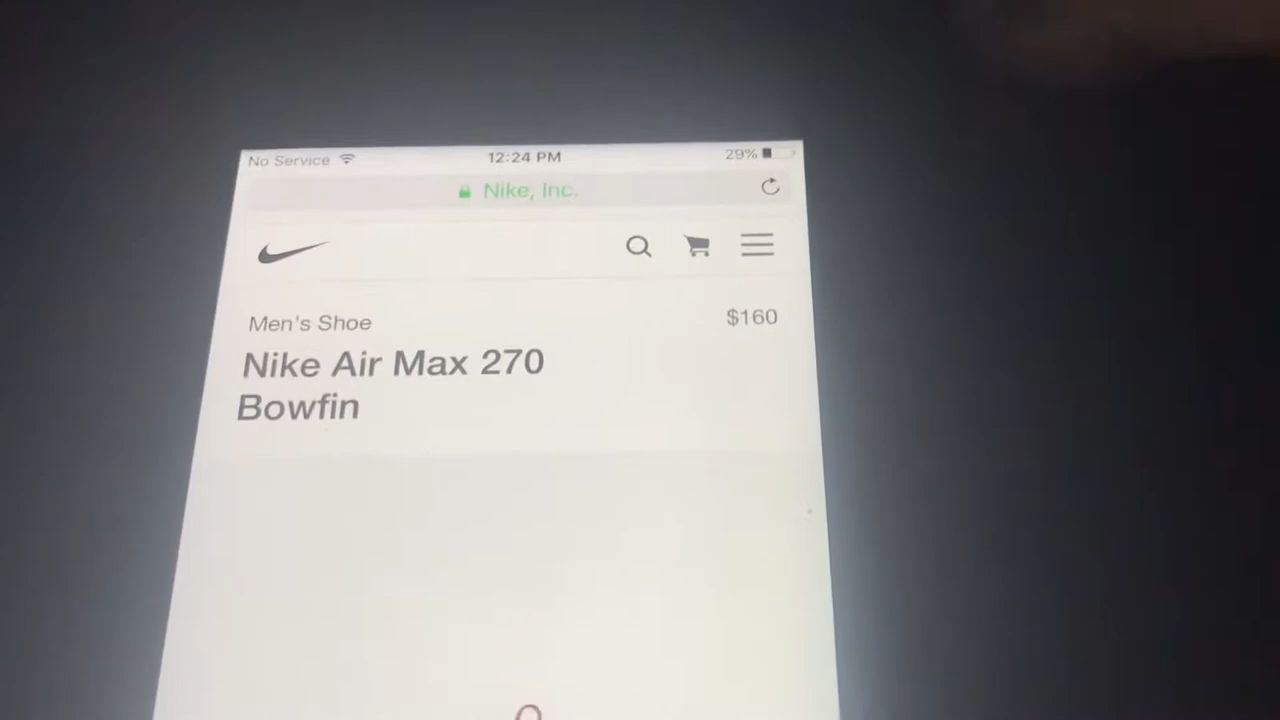 No Service 12:24 PM 29%
Nike, Inc.
Men's Shoe $160
Nike Air Max 270
Bowfin